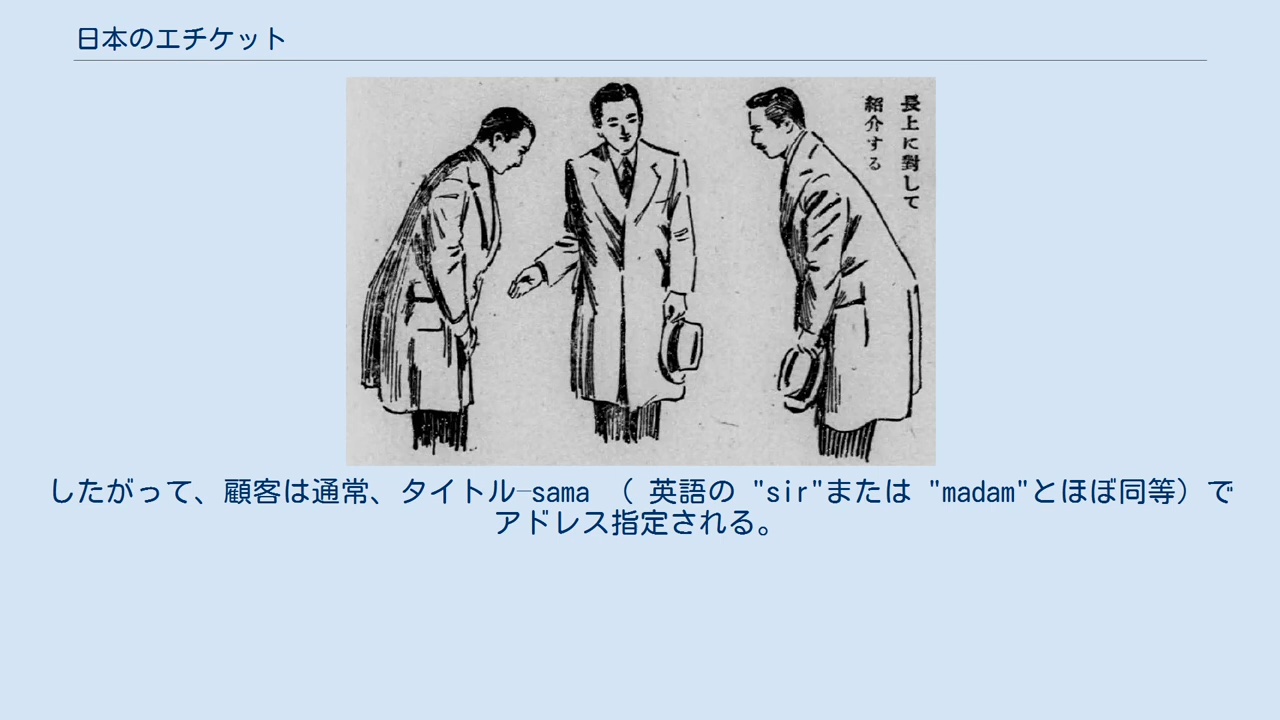 日本のエチケット
長上に對して
紹介する
したがって、顧客は通常、タイトル—sama （ 英語の "sir"または "madam"とほぼ同等）で
アドレス指定される。